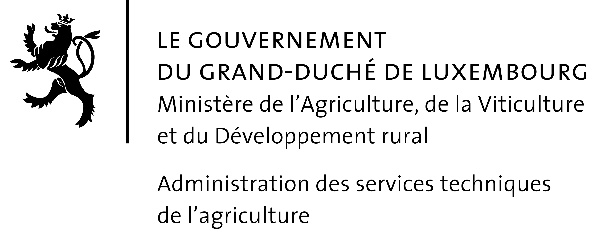 LE GOUVERNEMENT
DU GRAND-DUCHÉ DE LUXEMBOURG
Ministère de l’Agriculture, de la Viticulture
et du Développement rural
Administration des services techniques
de l’agriculture